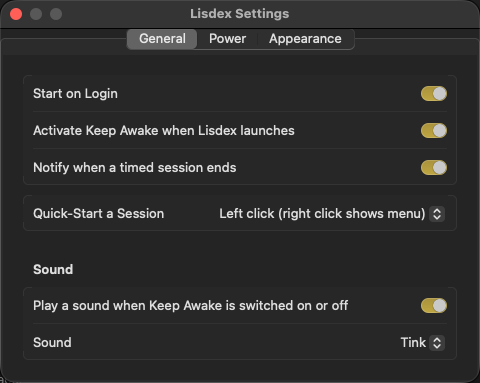 Lisdex Settings
General Power Appearance
Start on Login
Activate Keep Awake when Lisdex launches
Notify when a timed session ends
Quick-Start a Session Left click (right click shows menu)
Sound
Play a sound when Keep Awake is switched on or off
Sound Tink